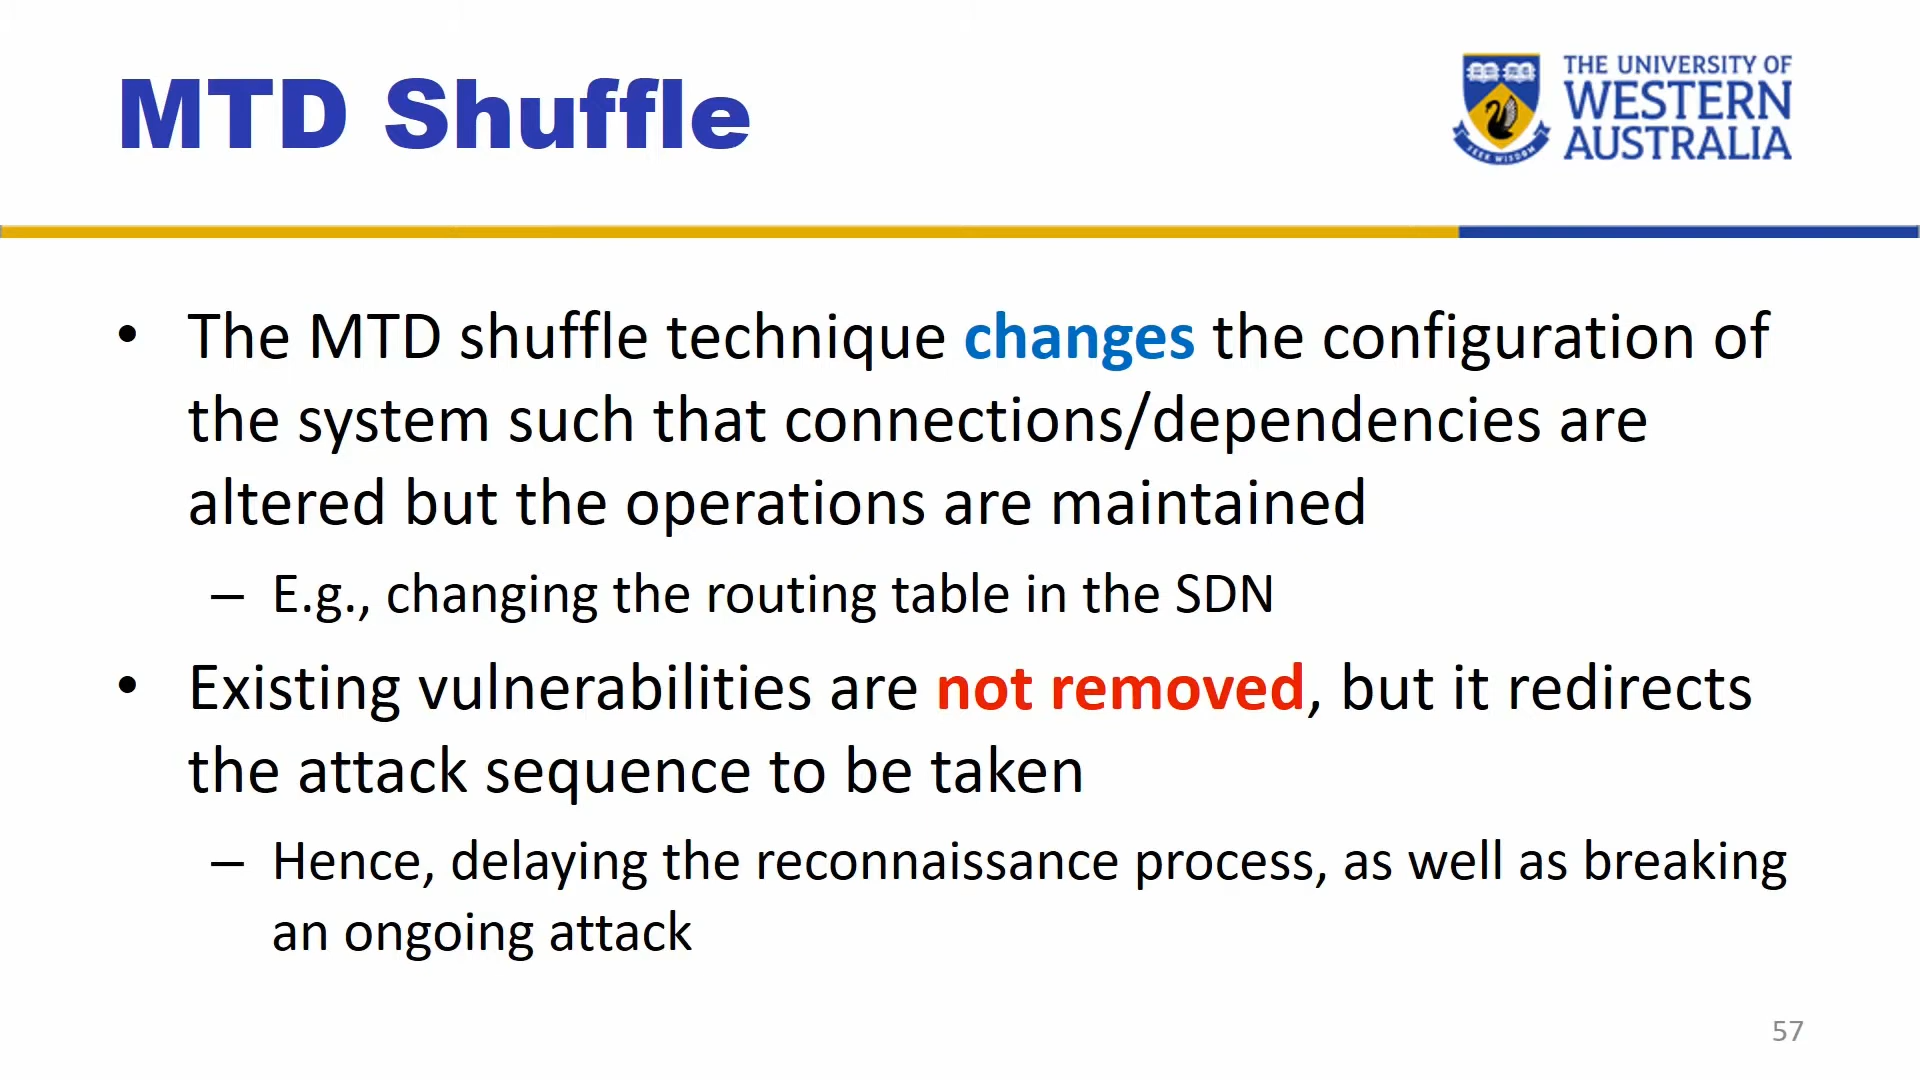 MTD Shuffle
THE UNIVERSITY OF
WESTERN
AUSTRALIA
SEEK WISDOM
• The MTD shuffle technique changes the configuration of
the system such that connections/dependencies are
altered but the operations are maintained
– E.g., changing the routing table in the SDN
• Existing vulnerabilities are not removed, but it redirects
the attack sequence to be taken
– Hence, delaying the reconnaissance process, as well as breaking
an ongoing attack
57